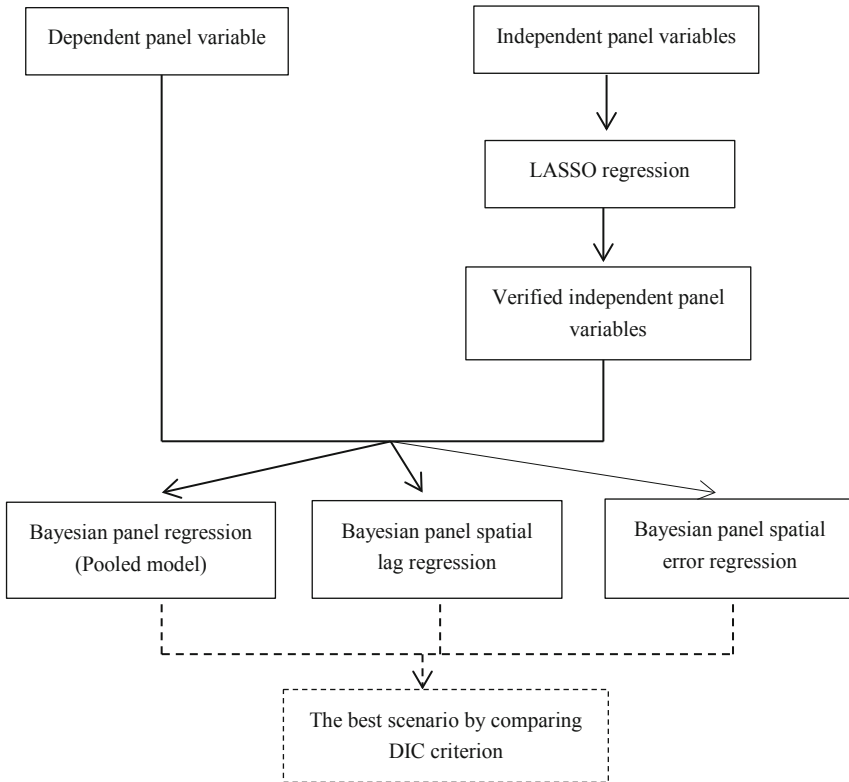 Dependent panel variable
Independent panel variables
LASSO regression
Verified independent panel
variables
Bayesian panel regression
(Pooled model)
Bayesian panel spatial
lag regression
Bayesian panel spatial
error regression
The best scenario by comparing
DIC criterion